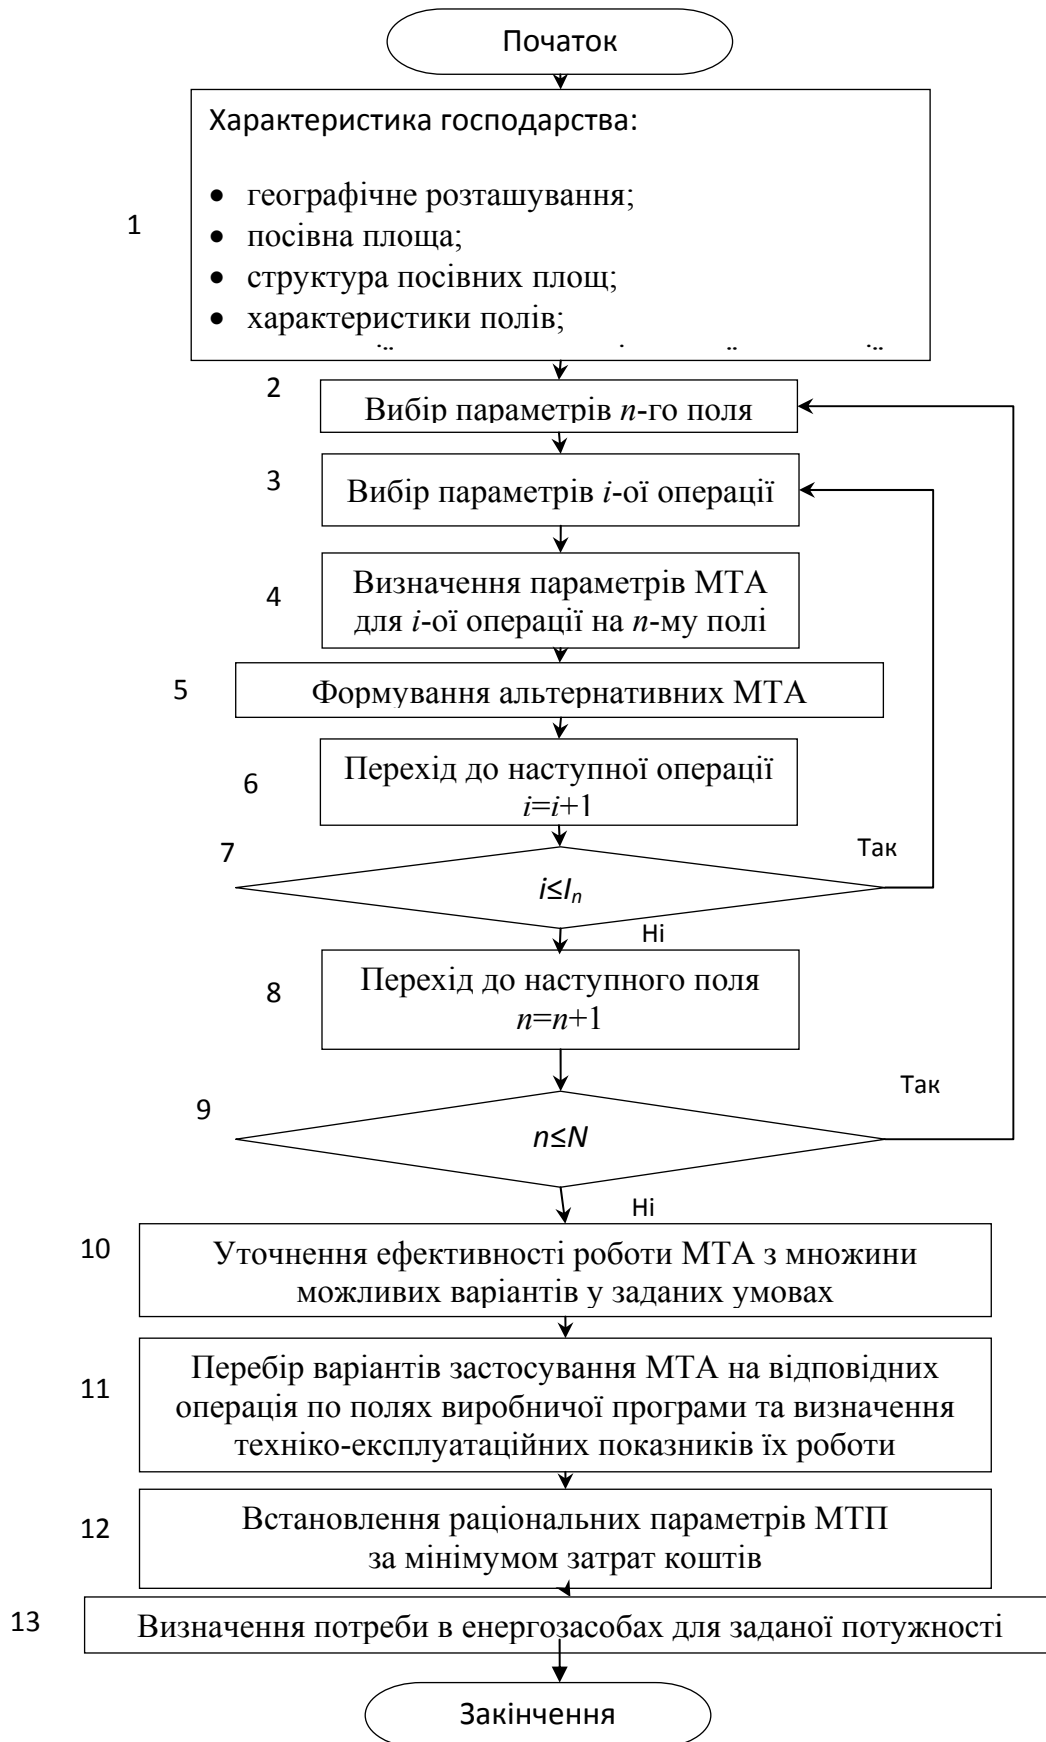 Початок
Характеристика господарства:
• географічне розташування;
• посівна площа;
• структура посівних площ;
• характеристики полів;
1
2
Вибір параметрів n-го поля
3
Вибір параметрів i-ої операції
4
Визначення параметрів МТА
для i-ої операції на n-му полі
5
Формування альтернативних МТА
6
Перехід до наступної операції
i=i+1
7
Так
i≤Iₙ
Ні
8
Перехід до наступного поля
n=n+1
9
Так
n≤N
Ні
10
Уточнення ефективності роботи МТА з множини
можливих варіантів у заданих умовах
11
Перебір варіантів застосування МТА на відповідних
операція по полях виробничої програми та визначення
техніко-експлуатаційних показників їх роботи
12
Встановлення раціональних параметрів МТП
за мінімумом затрат коштів
13
Визначення потреби в енергозасобах для заданої потужності
Закінчення